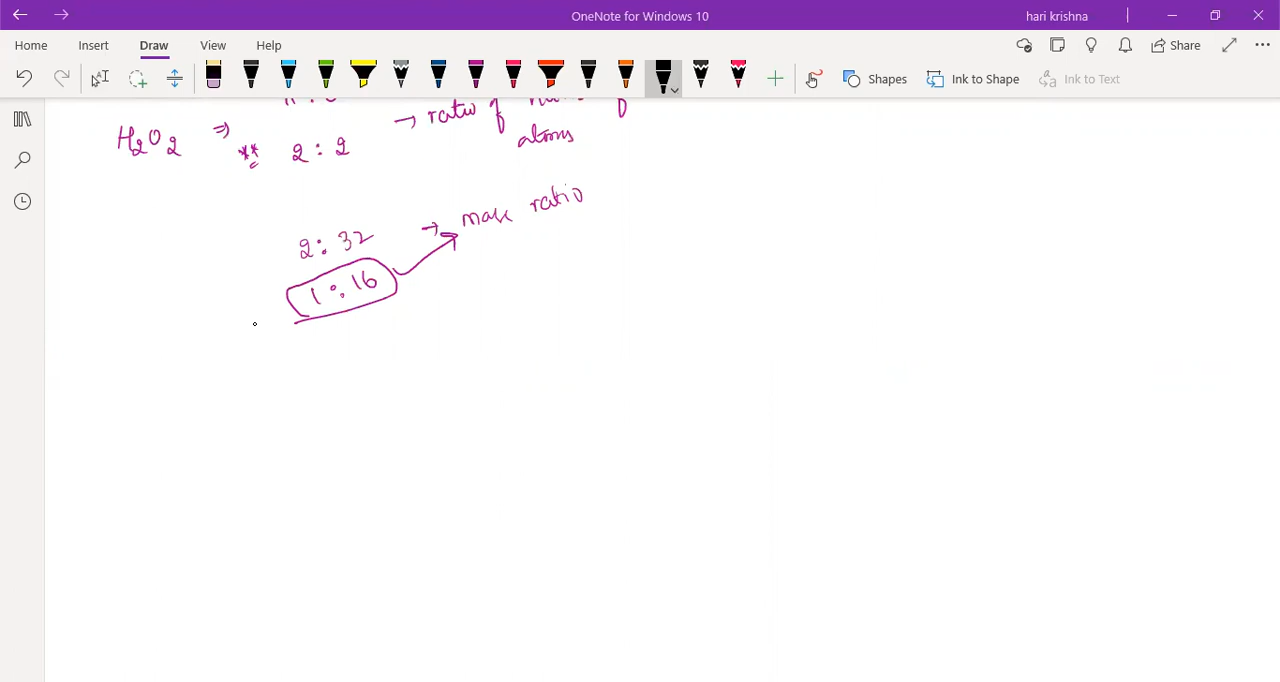 OneNote for Windows 10
hari krishna
Home Insert Draw View Help
Share
Shapes
Ink to Shape
Ink to Text
→ ratio of
atoms
H2O2 ⇒ ** 2 : 2
2 : 32 → mass ratio
1 : 16